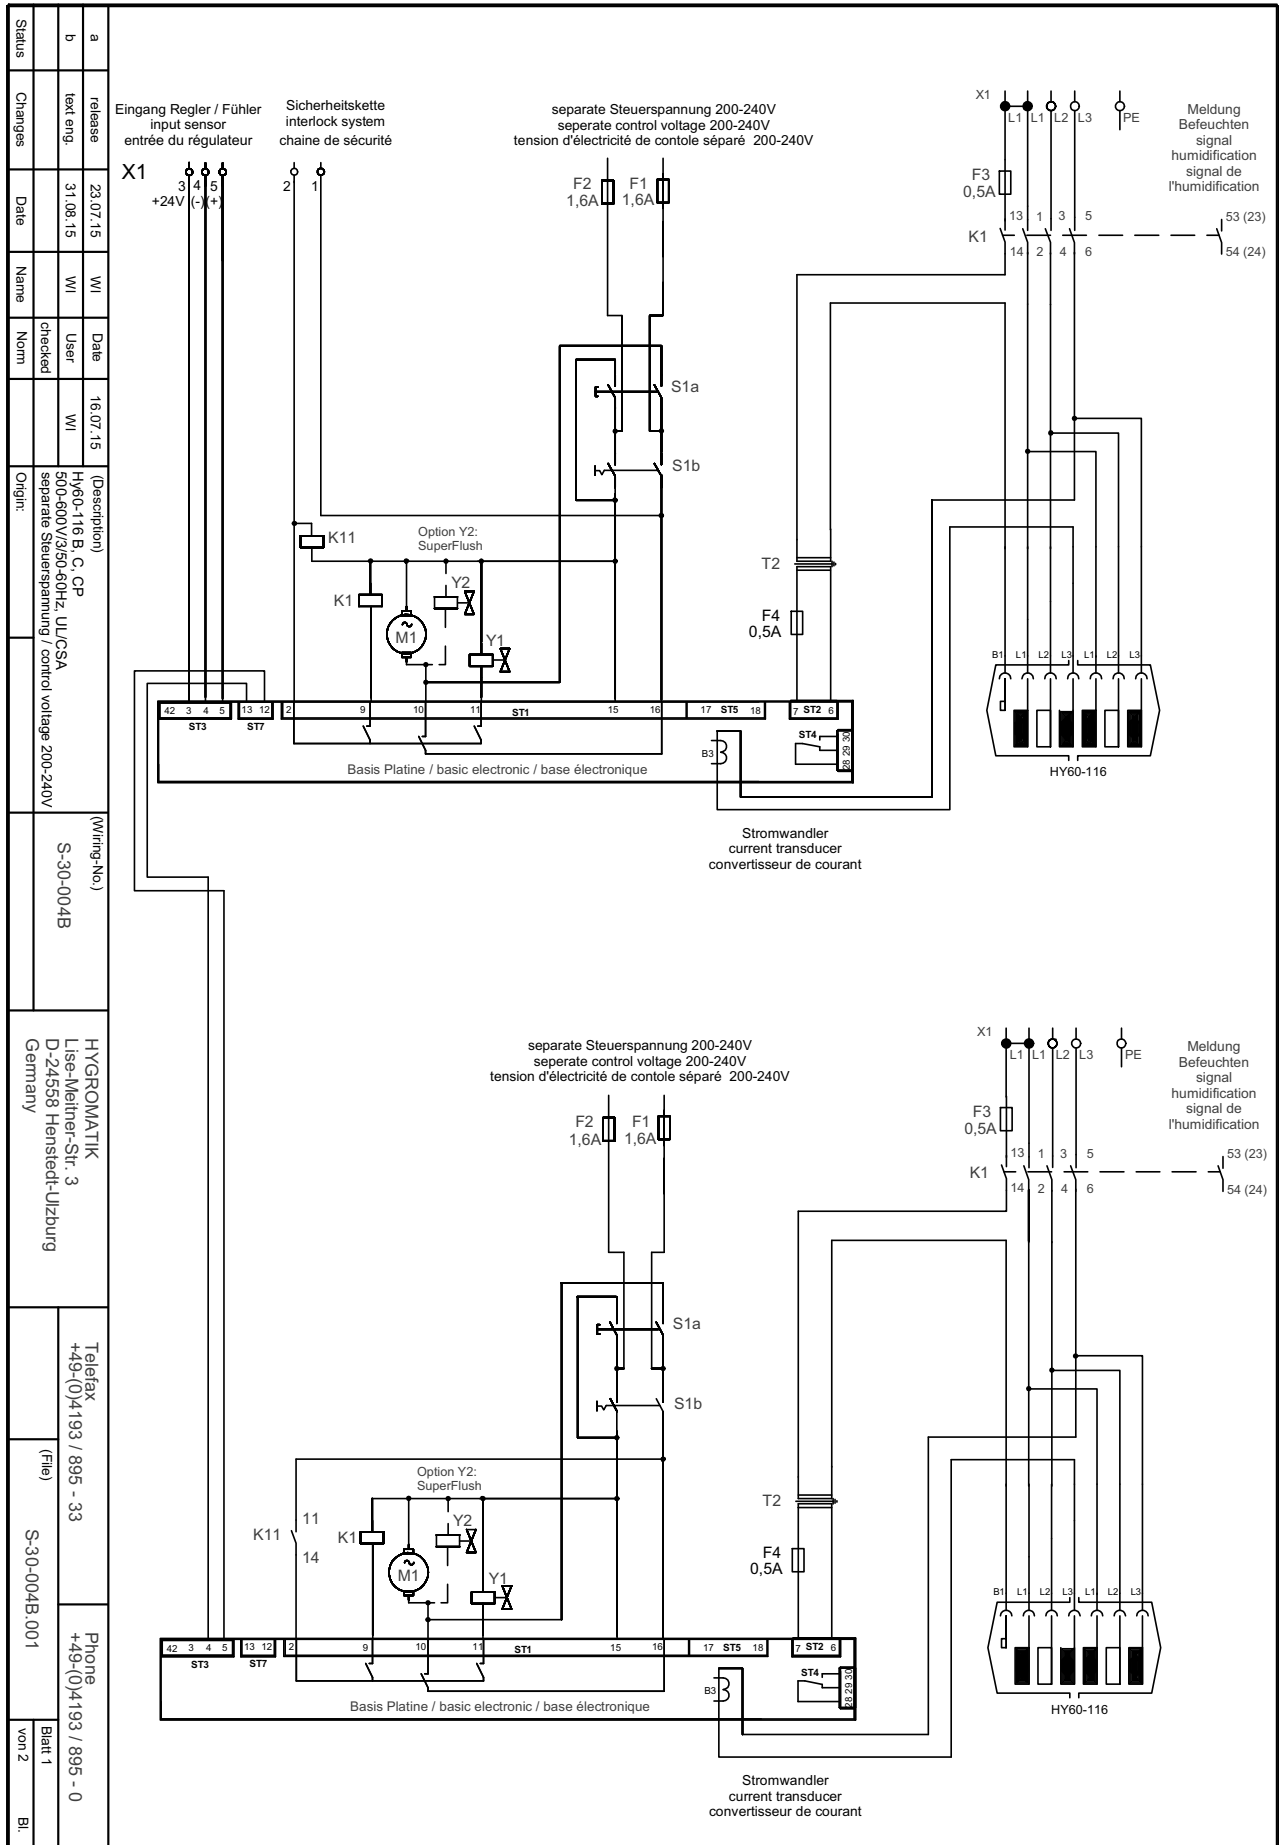 Eingang Regler / Fühler
input sensor
entrée du régulateur
X1
3 4 5
+24V (-) (+)
Sicherheitskette
interlock system
chaine de sécurité
2 1
separate Steuerspannung 200-240V
seperate control voltage 200-240V
tension d'électricité de contole séparé 200-240V
F2
1,6A
F1
1,6A
X1
L1 L1 L2 L3 PE
Meldung
Befeuchten
signal
humidification
signal de
l'humidification
F3
0,5A
13 1 3 5
K1
14 2 4 6
53 (23)
54 (24)
S1a
S1b
K11
Option Y2:
SuperFlush
K1
Y2
M1
Y1
T2
F4
0,5A
B1 L1 L2 L3 L1 L2 L3
HY60-116
42 3 4 5
ST3
13 12
ST7
2 9 10 11 ST1 15 16
17 ST5 18
7 ST2 6
B3
ST4
28 29 30
Basis Platine / basic electronic / base électronique
Stromwandler
current transducer
convertisseur de courant
separate Steuerspannung 200-240V
seperate control voltage 200-240V
tension d'électricité de contole séparé 200-240V
F2
1,6A
F1
1,6A
X1
L1 L1 L2 L3 PE
Meldung
Befeuchten
signal
humidification
signal de
l'humidification
F3
0,5A
13 1 3 5
K1
14 2 4 6
53 (23)
54 (24)
S1a
S1b
Option Y2:
SuperFlush
K11
11
14
K1
Y2
M1
Y1
T2
F4
0,5A
B1 L1 L2 L3 L1 L2 L3
HY60-116
42 3 4 5
ST3
13 12
ST7
2 9 10 11 ST1 15 16
17 ST5 18
7 ST2 6
B3
ST4
28 29 30
Basis Platine / basic electronic / base électronique
Stromwandler
current transducer
convertisseur de courant
a release 23.07.15 WI Date 16.07.15
b text eng. 31.08.15 WI User WI
checked
Status Changes Date Name Norm
(Description)
Hy60-116 B, C, CP
500-600V/3/50-60Hz, UL/CSA
separate Steuerspannung / control voltage 200-240V
Origin:
(Wiring-No.)
S-30-004B
HYGROMATIK
Lise-Meitner-Str. 3
D-24558 Henstedt-Ulzburg
Germany
Telefax
+49-(0)4193 / 895 - 33
Phone
+49-(0)4193 / 895 - 0
(File)
S-30-004B.001
Blatt 1
von 2 Bl.